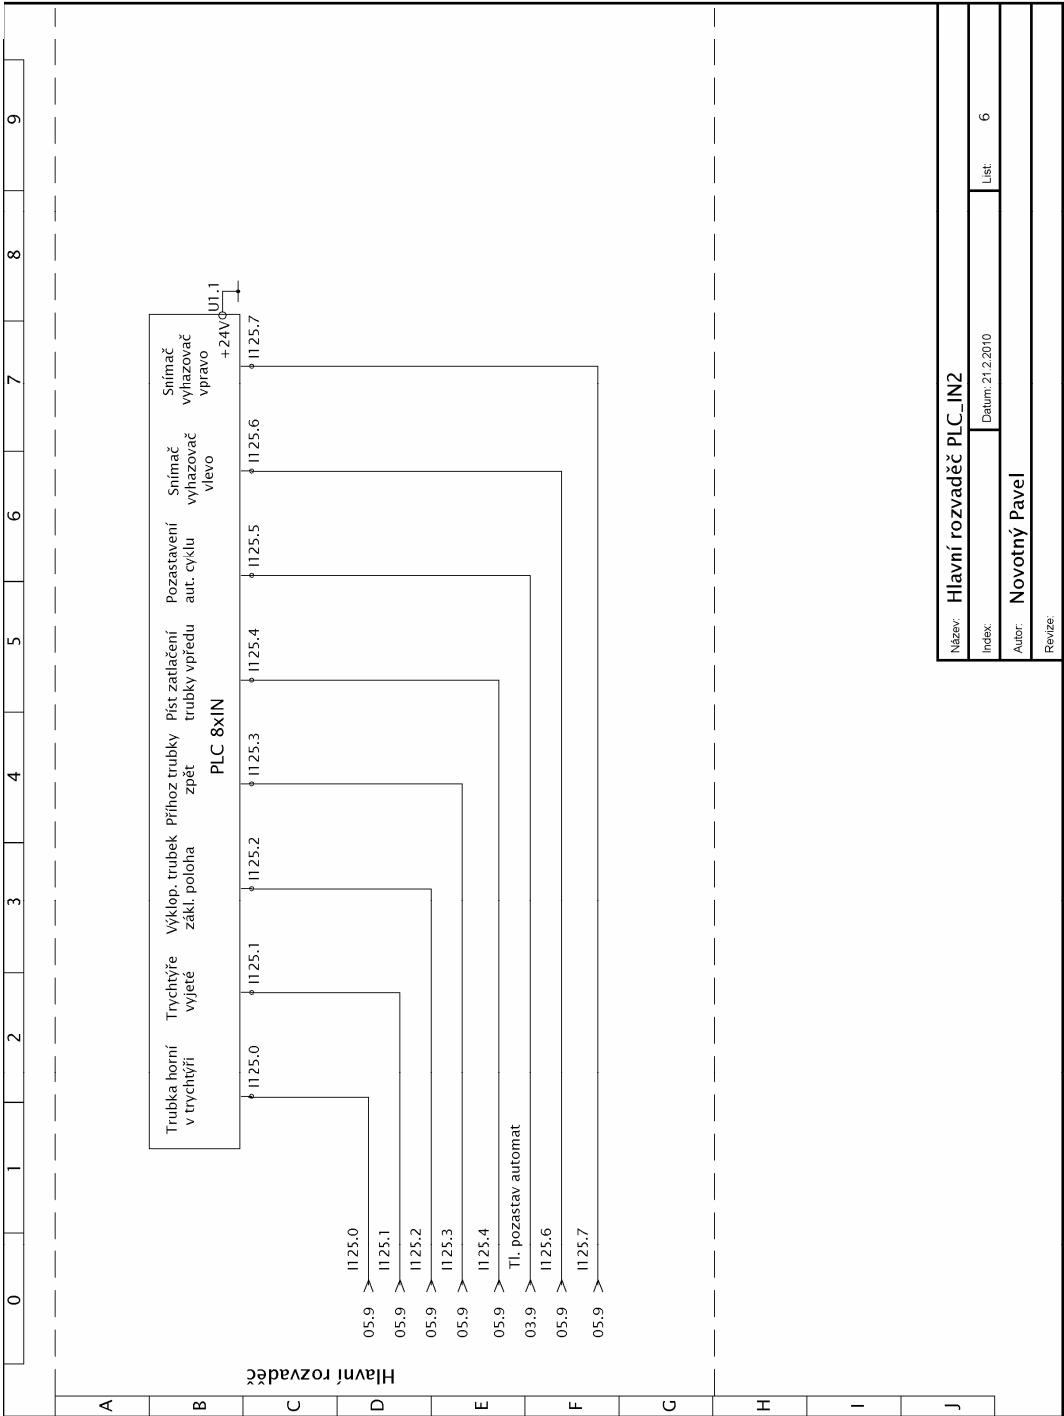 0 1 2 3 4 5 6 7 8 9
A
B
C
D
E
F
G
H
I
J
Hlavní rozvaděč
Trubka horní
v trychtýři
Trychtýře
vyjeté
Výklop. trubek
zákl. poloha
Příhoz trubky
zpět
Píst zatlačení
trubky vpředu
Pozastavení
aut. cyklu
Snímač
vyhazovač
vlevo
Snímač
vyhazovač
vpravo
PLC 8xIN
+24V
U1.1
I125.0
I125.1
I125.2
I125.3
I125.4
I125.5
I125.6
I125.7
05.9 I125.0
05.9 I125.1
05.9 I125.2
05.9 I125.3
05.9 I125.4
03.9 Tl. pozastav automat
05.9 I125.6
05.9 I125.7
Název: Hlavní rozvaděč PLC_IN2
Index: Datum: 21.2.2010 List: 6
Autor: Novotný Pavel
Revize: